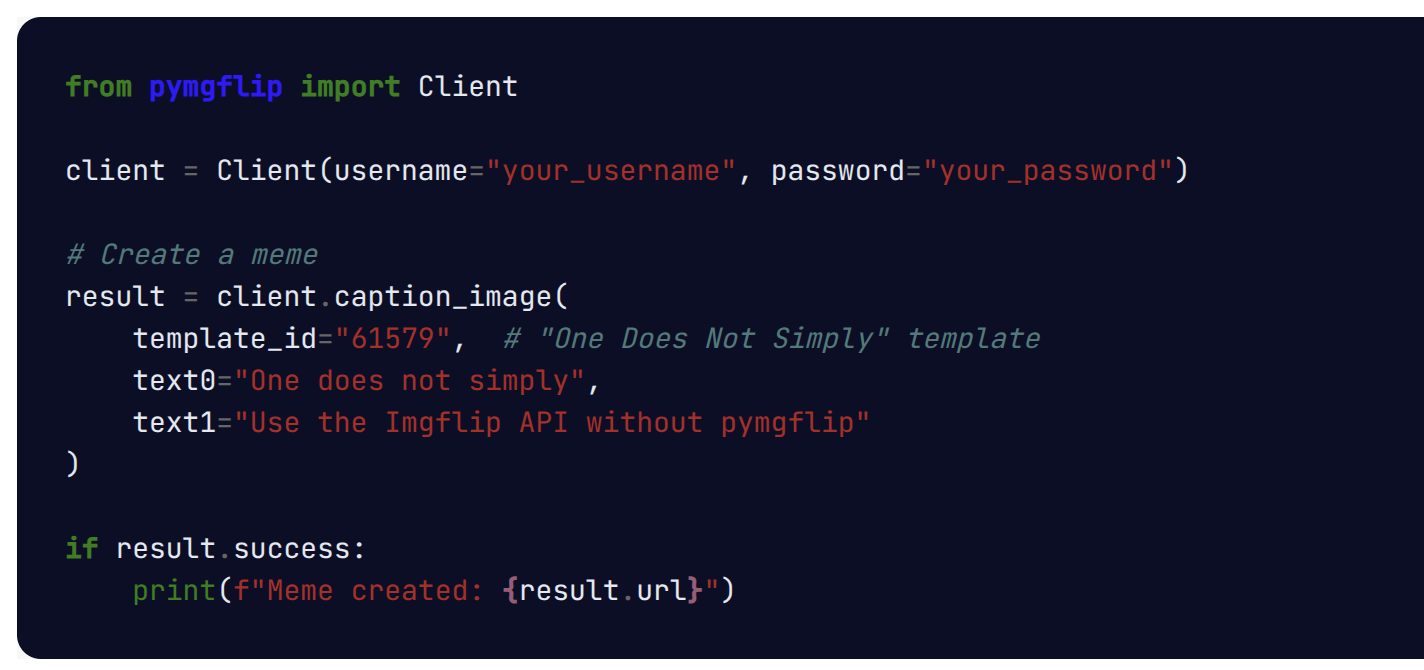 from pymgflip import Client
client = Client(username="your_username", password="your_password")
# Create a meme
result = client.caption_image(
    template_id="61579",  # "One Does Not Simply" template
    text0="One does not simply",
    text1="Use the Imgflip API without pymgflip"
)
if result.success:
    print(f"Meme created: {result.url}")